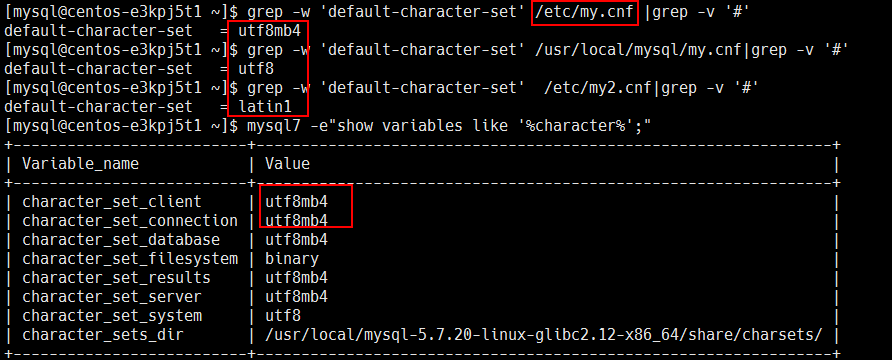 [mysql@centos-e3kpj5t1 ~]$ grep -w 'default-character-set' /etc/my.cnf |grep -v '#'
default-character-set   = utf8mb4
[mysql@centos-e3kpj5t1 ~]$ grep -w 'default-character-set' /usr/local/mysql/my.cnf|grep -v '#'
default-character-set   = utf8
[mysql@centos-e3kpj5t1 ~]$ grep -w 'default-character-set'  /etc/my2.cnf|grep -v '#'
default-character-set   = latin1
[mysql@centos-e3kpj5t1 ~]$ mysql7 -e"show variables like '%character%';"
+--------------------------+---------------------------------------------------------------+
| Variable_name            | Value                                                         |
+--------------------------+---------------------------------------------------------------+
| character_set_client     | utf8mb4                                                       |
| character_set_connection | utf8mb4                                                       |
| character_set_database   | utf8mb4                                                       |
| character_set_filesystem | binary                                                        |
| character_set_results    | utf8mb4                                                       |
| character_set_server     | utf8mb4                                                       |
| character_set_system     | utf8                                                          |
| character_sets_dir       | /usr/local/mysql-5.7.20-linux-glibc2.12-x86_64/share/charsets/ |
+--------------------------+---------------------------------------------------------------+